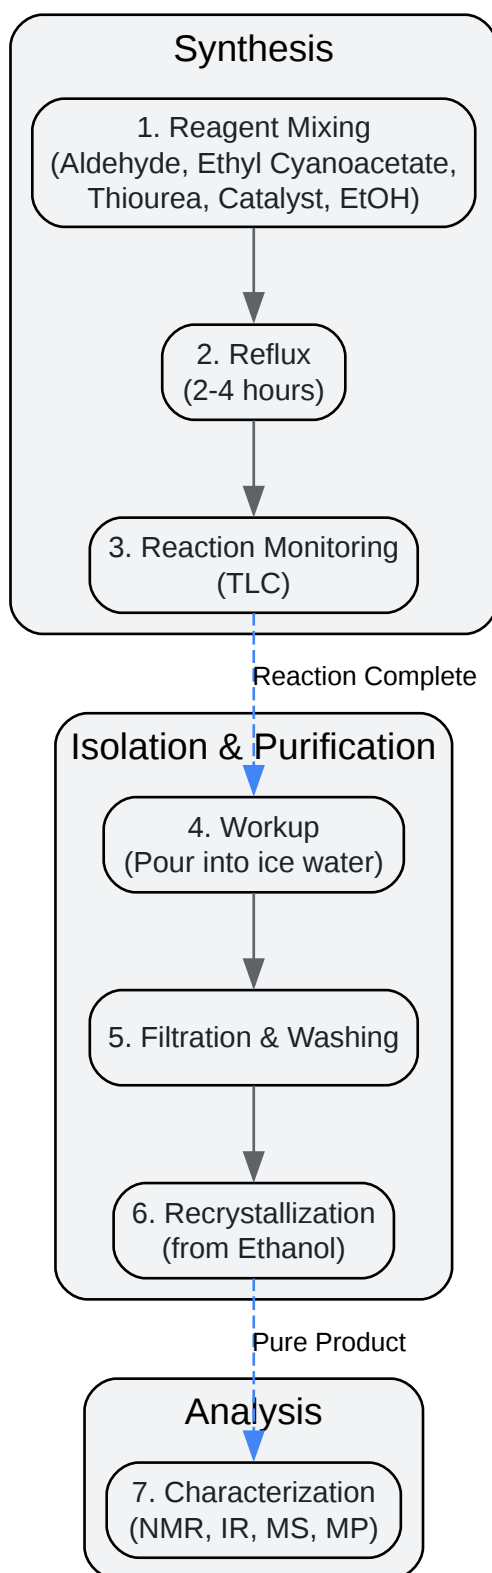 Synthesis
1. Reagent Mixing
(Aldehyde, Ethyl Cyanoacetate,
Thiourea, Catalyst, EtOH)
2. Reflux
(2-4 hours)
3. Reaction Monitoring
(TLC)
Reaction Complete
Isolation & Purification
4. Workup
(Pour into ice water)
5. Filtration & Washing
6. Recrystallization
(from Ethanol)
Pure Product
Analysis
7. Characterization
(NMR, IR, MS, MP)